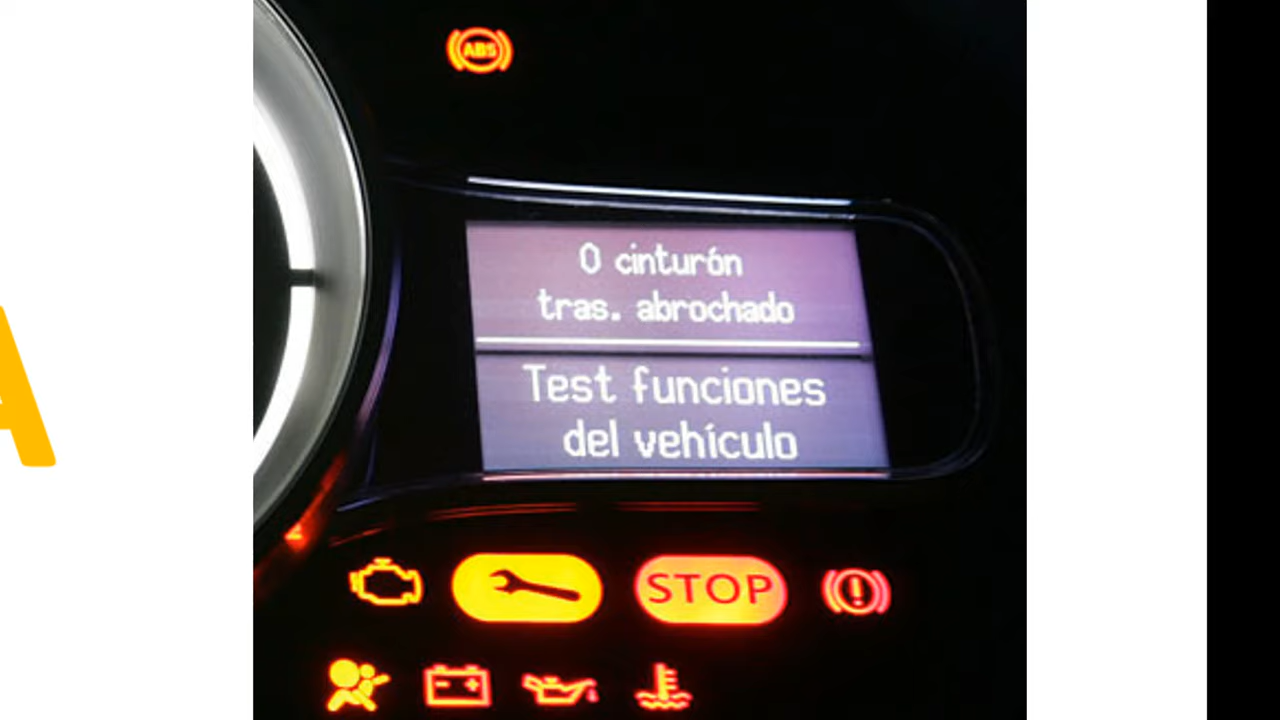 A
ABS
0 cinturón
tras. abrochado
Test funciones
del vehículo
STOP